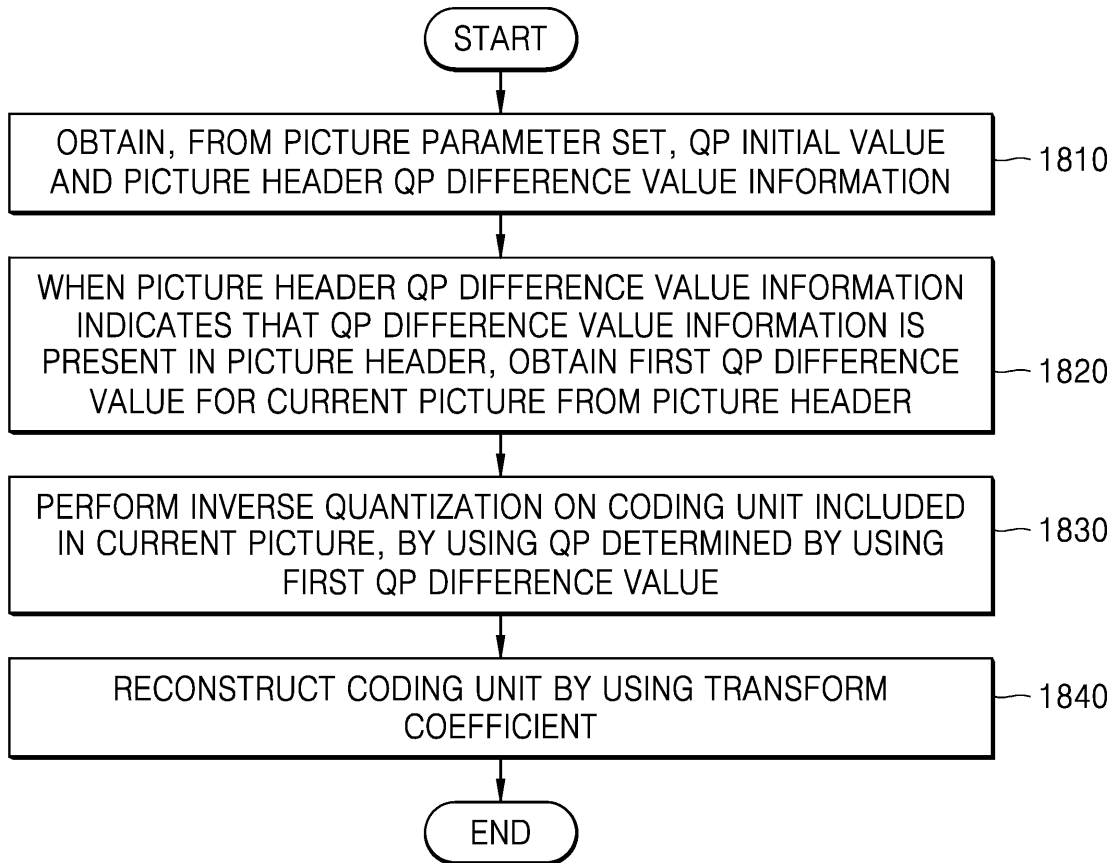 START
OBTAIN, FROM PICTURE PARAMETER SET, QP INITIAL VALUE
AND PICTURE HEADER QP DIFFERENCE VALUE INFORMATION
1810
WHEN PICTURE HEADER QP DIFFERENCE VALUE INFORMATION
INDICATES THAT QP DIFFERENCE VALUE INFORMATION IS
PRESENT IN PICTURE HEADER, OBTAIN FIRST QP DIFFERENCE
VALUE FOR CURRENT PICTURE FROM PICTURE HEADER
1820
PERFORM INVERSE QUANTIZATION ON CODING UNIT INCLUDED
IN CURRENT PICTURE, BY USING QP DETERMINED BY USING
FIRST QP DIFFERENCE VALUE
1830
RECONSTRUCT CODING UNIT BY USING TRANSFORM
COEFFICIENT
1840
END